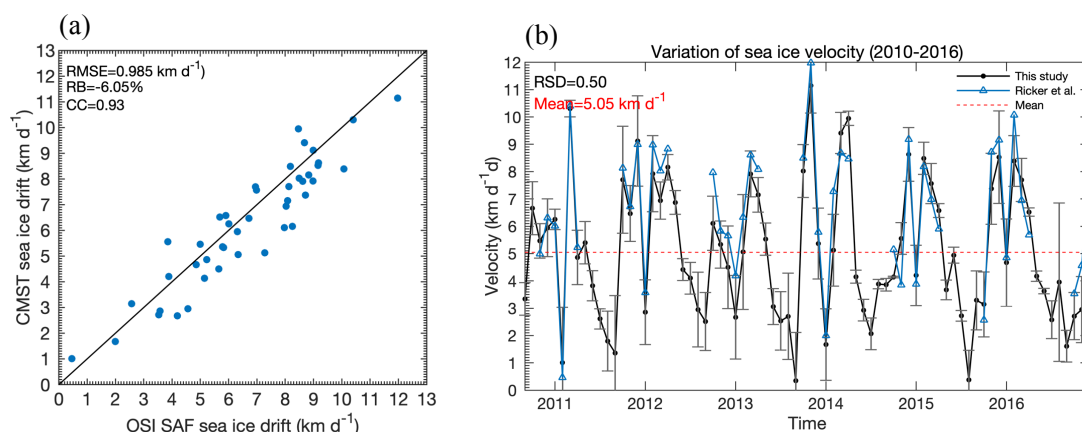 (a)
13
12
11
10
9
8
7
6
5
4
3
2
1
0
CMST sea ice drift (km d⁻¹)
RMSE=0.985 km d⁻¹)
RB=-6.05%
CC=0.93
0 1 2 3 4 5 6 7 8 9 10 11 12 13
OSI SAF sea ice drift (km d⁻¹)
(b)
Variation of sea ice velocity (2010-2016)
12
11
10
9
8
7
6
5
4
3
2
1
0
Velocity (km d⁻¹d)
RSD=0.50
Mean=5.05 km d⁻¹
This study
Ricker et al.
Mean
2011 2012 2013 2014 2015 2016
Time